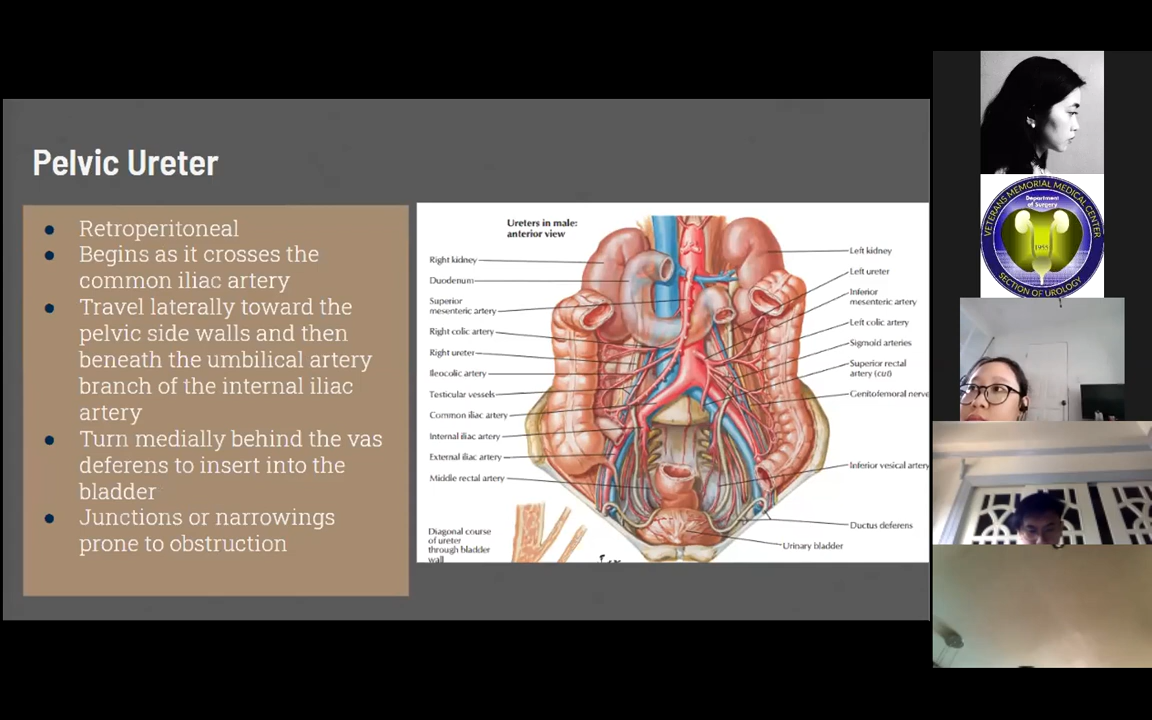 Pelvic Ureter
Retroperitoneal
Begins as it crosses the
common iliac artery
Travel laterally toward the
pelvic side walls and then
beneath the umbilical artery
branch of the internal iliac
artery
Turn medially behind the vas
deferens to insert into the
bladder
Junctions or narrowings
prone to obstruction
Ureters in male:
anterior view
Right kidney
Duodenum
Superior
mesenteric artery
Right colic artery
Right ureter
Ileocolic artery
Testicular vessels
Common iliac artery
Internal iliac artery
External iliac artery
Middle rectal artery
Diagonal course
of ureter
through bladder
wall
Left kidney
Left ureter
Inferior
mesenteric artery
Left colic artery
Sigmoid arteries
Superior rectal
artery (cut)
Genitofemoral nerve
Inferior vesical artery
Ductus deferens
Urinary bladder
VETERANS MEMORIAL MEDICAL CENTER
Department
of Surgery
1955
SECTION OF UROLOGY